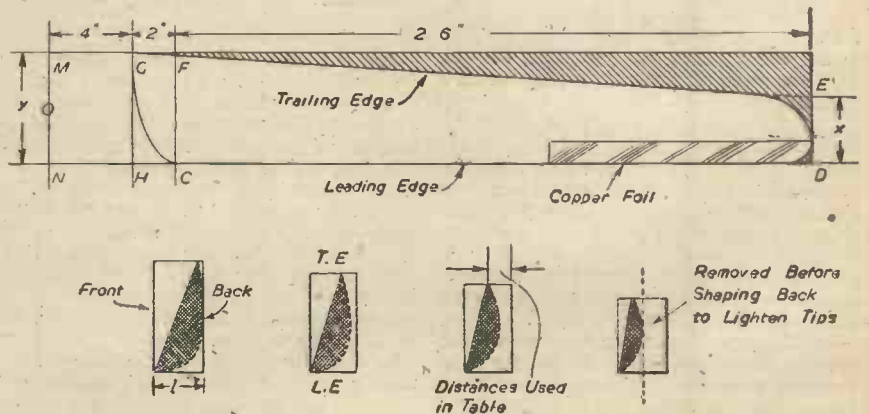 4" 2" 2 6"
M G F
Y
Trailing Edge
E'
X
O
N H C
Leading Edge
Coppar Foil
D
T.E
Front
Back
Removed Before
Shaping Back
to Lighten Tips
l
L.E
Distances Used
in Table